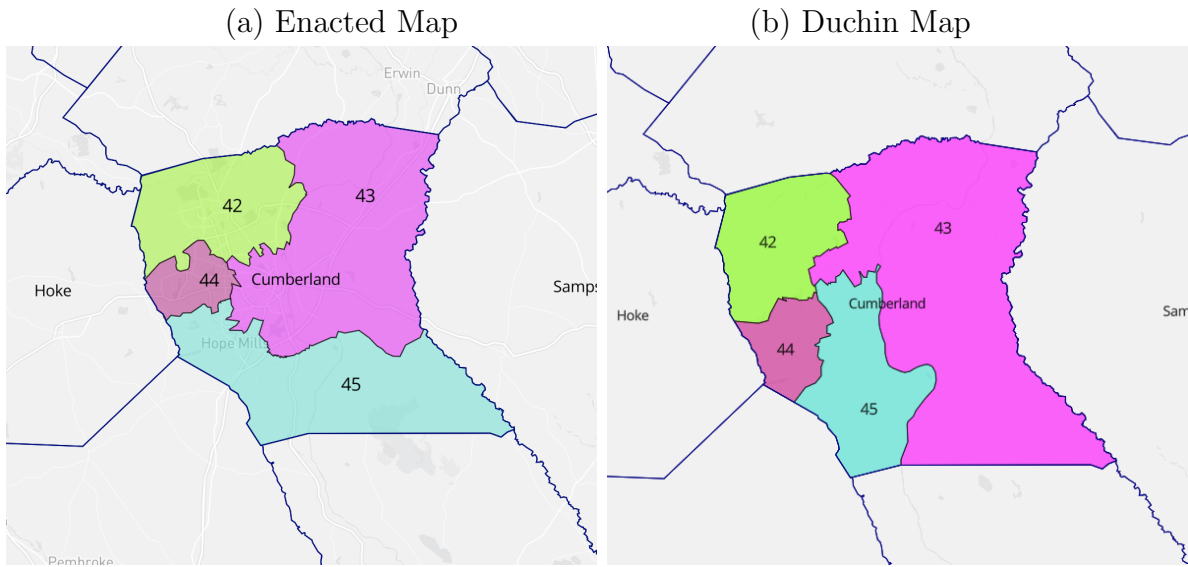 (a) Enacted Map
(b) Duchin Map
Erwin
Dunn
42
43
44
Cumberland
Hoke
Samps
Hope Mills
45
Pembroke
42
43
Cumberland
Hoke
Sam
44
45